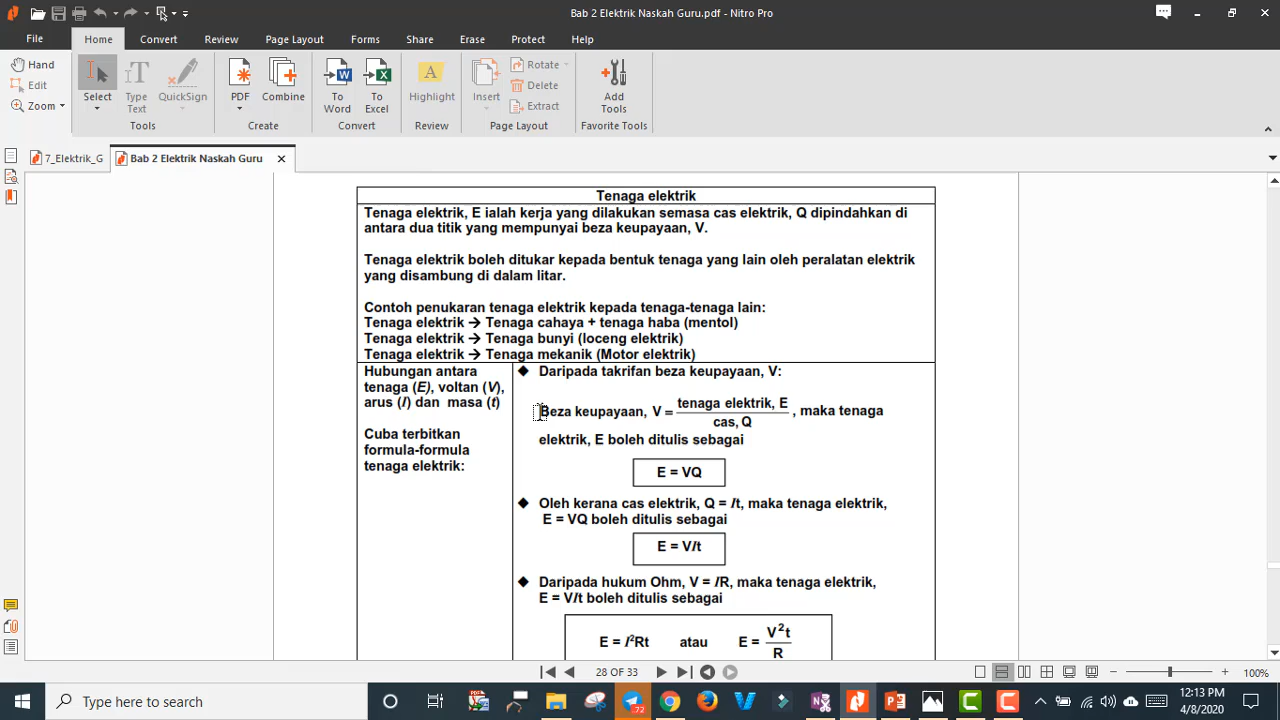 Bab 2 Elektrik Naskah Guru.pdf - Nitro Pro
File Home Convert Review Page Layout Forms Share Erase Protect Help
Hand
Edit
Zoom
Select
Type Text
QuickSign
PDF
Combine
To Word
To Excel
Highlight
Insert
Rotate
Delete
Extract
Add Tools
Tools Create Convert Review Page Layout Favorite Tools
7_Elektrik_G Bab 2 Elektrik Naskah Guru
Tenaga elektrik
Tenaga elektrik, E ialah kerja yang dilakukan semasa cas elektrik, Q dipindahkan di
antara dua titik yang mempunyai beza keupayaan, V.
Tenaga elektrik boleh ditukar kepada bentuk tenaga yang lain oleh peralatan elektrik
yang disambung di dalam litar.
Contoh penukaran tenaga elektrik kepada tenaga-tenaga lain:
Tenaga elektrik → Tenaga cahaya + tenaga haba (mentol)
Tenaga elektrik → Tenaga bunyi (loceng elektrik)
Tenaga elektrik → Tenaga mekanik (Motor elektrik)
Hubungan antara
tenaga (E), voltan (V),
arus (I) dan masa (t)
Cuba terbitkan
formula-formula
tenaga elektrik:
◆ Daripada takrifan beza keupayaan, V:
Beza keupayaan, V = tenaga elektrik, E / cas, Q , maka tenaga
elektrik, E boleh ditulis sebagai
E = VQ
◆ Oleh kerana cas elektrik, Q = It, maka tenaga elektrik,
E = VQ boleh ditulis sebagai
E = VIt
◆ Daripada hukum Ohm, V = IR, maka tenaga elektrik,
E = VIt boleh ditulis sebagai
E = I²Rt atau E = V²t / R
28 OF 33
100%
Type here to search
72
12:13 PM
4/8/2020